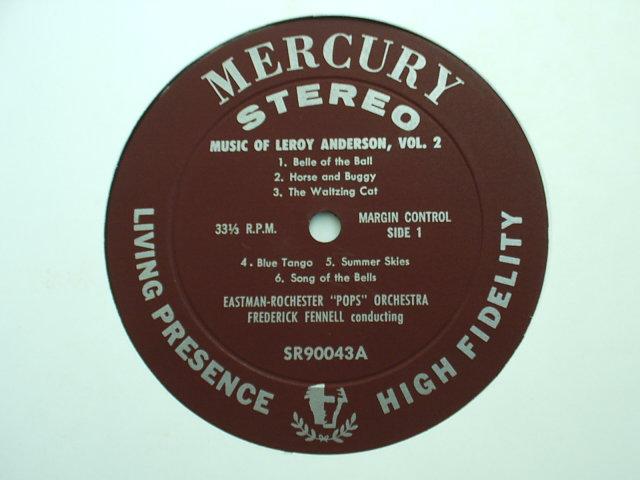 MERCURY
STEREO
MUSIC OF LEROY ANDERSON, VOL. 2
1. Belle of the Ball
2. Horse and Buggy
3. The Waltzing Cat
33⅓ R.P.M.
MARGIN CONTROL
SIDE 1
4. Blue Tango 5. Summer Skies
6. Song of the Bells
EASTMAN-ROCHESTER "POPS" ORCHESTRA
FREDERICK FENNELL conducting
SR90043A
LIVING PRESENCE
HIGH FIDELITY